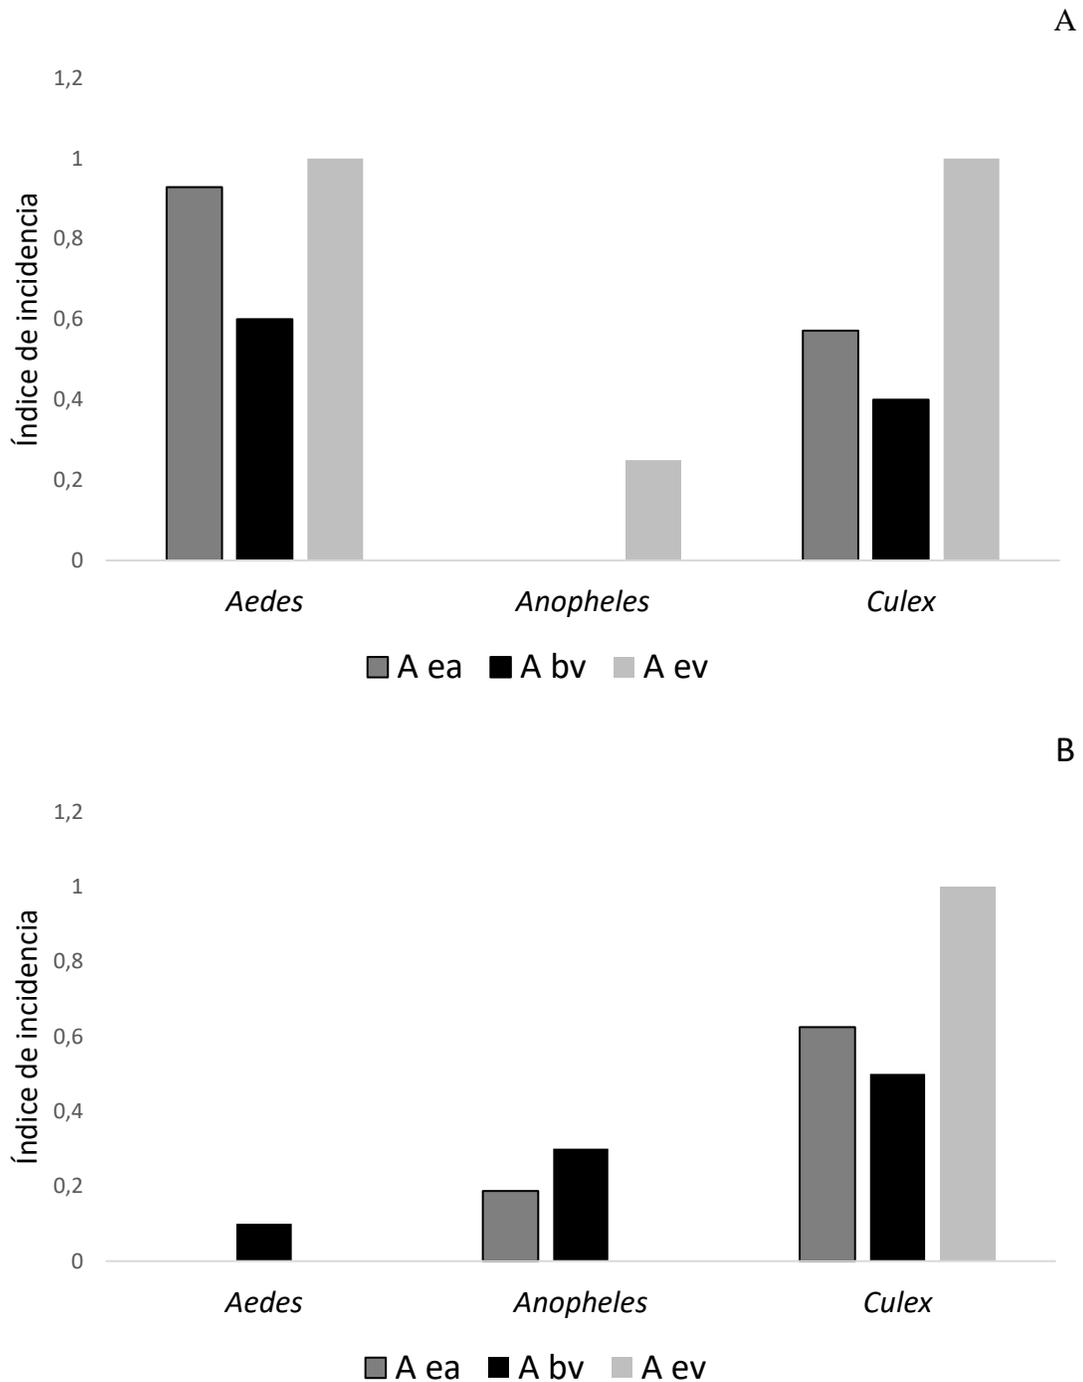 A
1,2
1
0,8
0,6
0,4
0,2
0
Índice de incidencia
Aedes Anopheles Culex
A ea A bv A ev
B
1,2
1
0,8
0,6
0,4
0,2
0
Índice de incidencia
Aedes Anopheles Culex
A ea A bv A ev